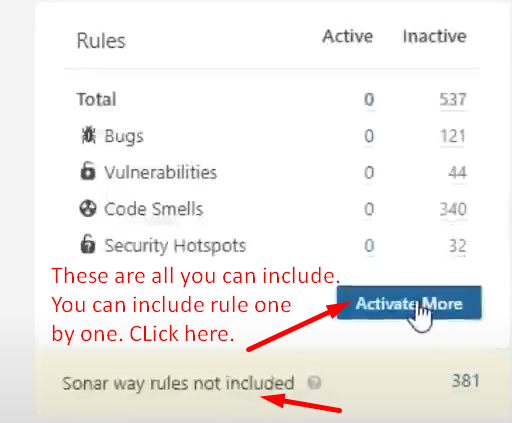 Rules Active Inactive
Total 0 537
Bugs 0 121
Vulnerabilities 0 44
Code Smells 0 340
Security Hotspots 0 32
These are all you can include.
You can include rule one
by one. CLick here.
Activate More
Sonar way rules not included ? 381